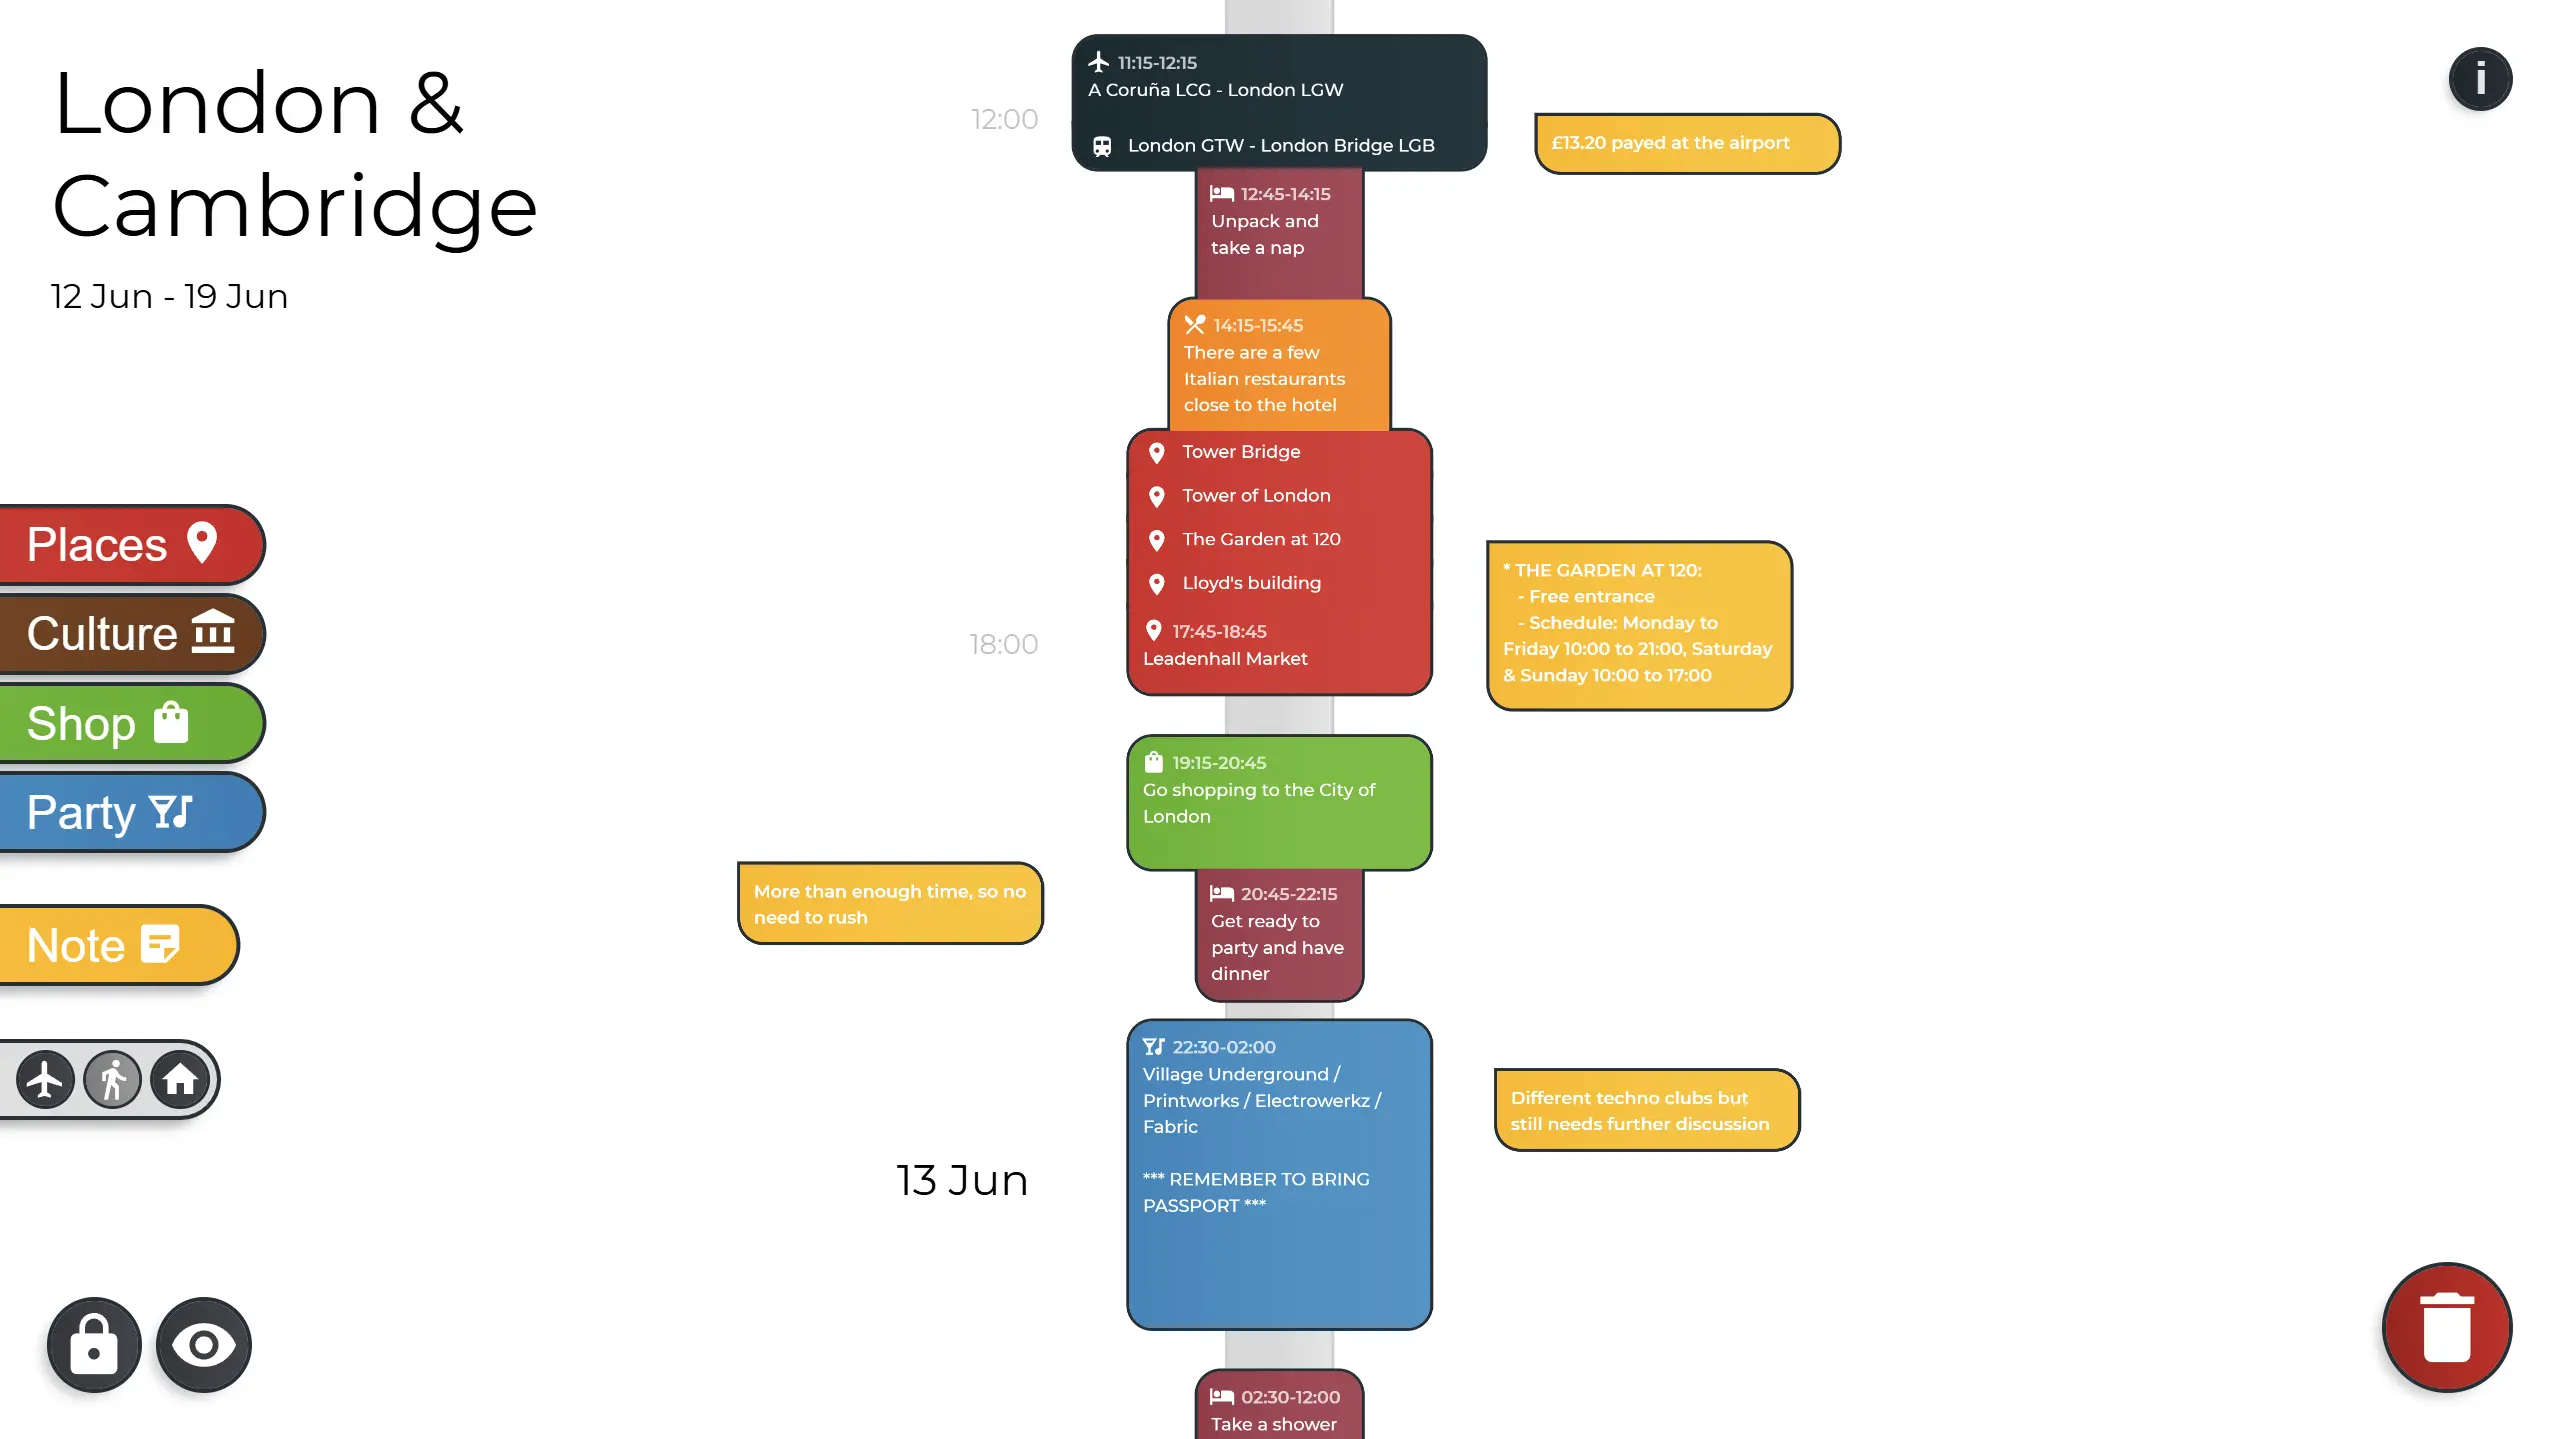 London &
Cambridge
12 Jun - 19 Jun
Places
Culture
Shop
Party
Note
12:00
11:15-12:15
A Coruña LCG - London LGW
London GTW - London Bridge LGB
£13.20 payed at the airport
12:45-14:15
Unpack and
take a nap
14:15-15:45
There are a few
Italian restaurants
close to the hotel
Tower Bridge
Tower of London
The Garden at 120
Lloyd's building
17:45-18:45
Leadenhall Market
18:00
* THE GARDEN AT 120:
- Free entrance
- Schedule: Monday to
Friday 10:00 to 21:00, Saturday
& Sunday 10:00 to 17:00
19:15-20:45
Go shopping to the City of
London
More than enough time, so no
need to rush
20:45-22:15
Get ready to
party and have
dinner
22:30-02:00
Village Underground /
Printworks / Electrowerkz /
Fabric
*** REMEMBER TO BRING
PASSPORT ***
Different techno clubs but
still needs further discussion
13 Jun
02:30-12:00
Take a shower
i